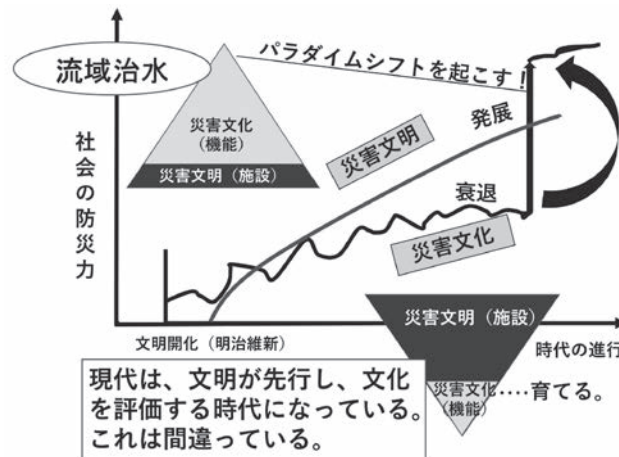 流域治水
パラダイムシフトを起こす！
社会の防災力
災害文化
（機能）
災害文明（施設）
災害文明
発展
衰退
災害文化
災害文明（施設）
災害文化
（機能）
‥‥育てる。
文明開化（明治維新）
時代の進行
現代は、文明が先行し、文化
を評価する時代になっている。
これは間違っている。